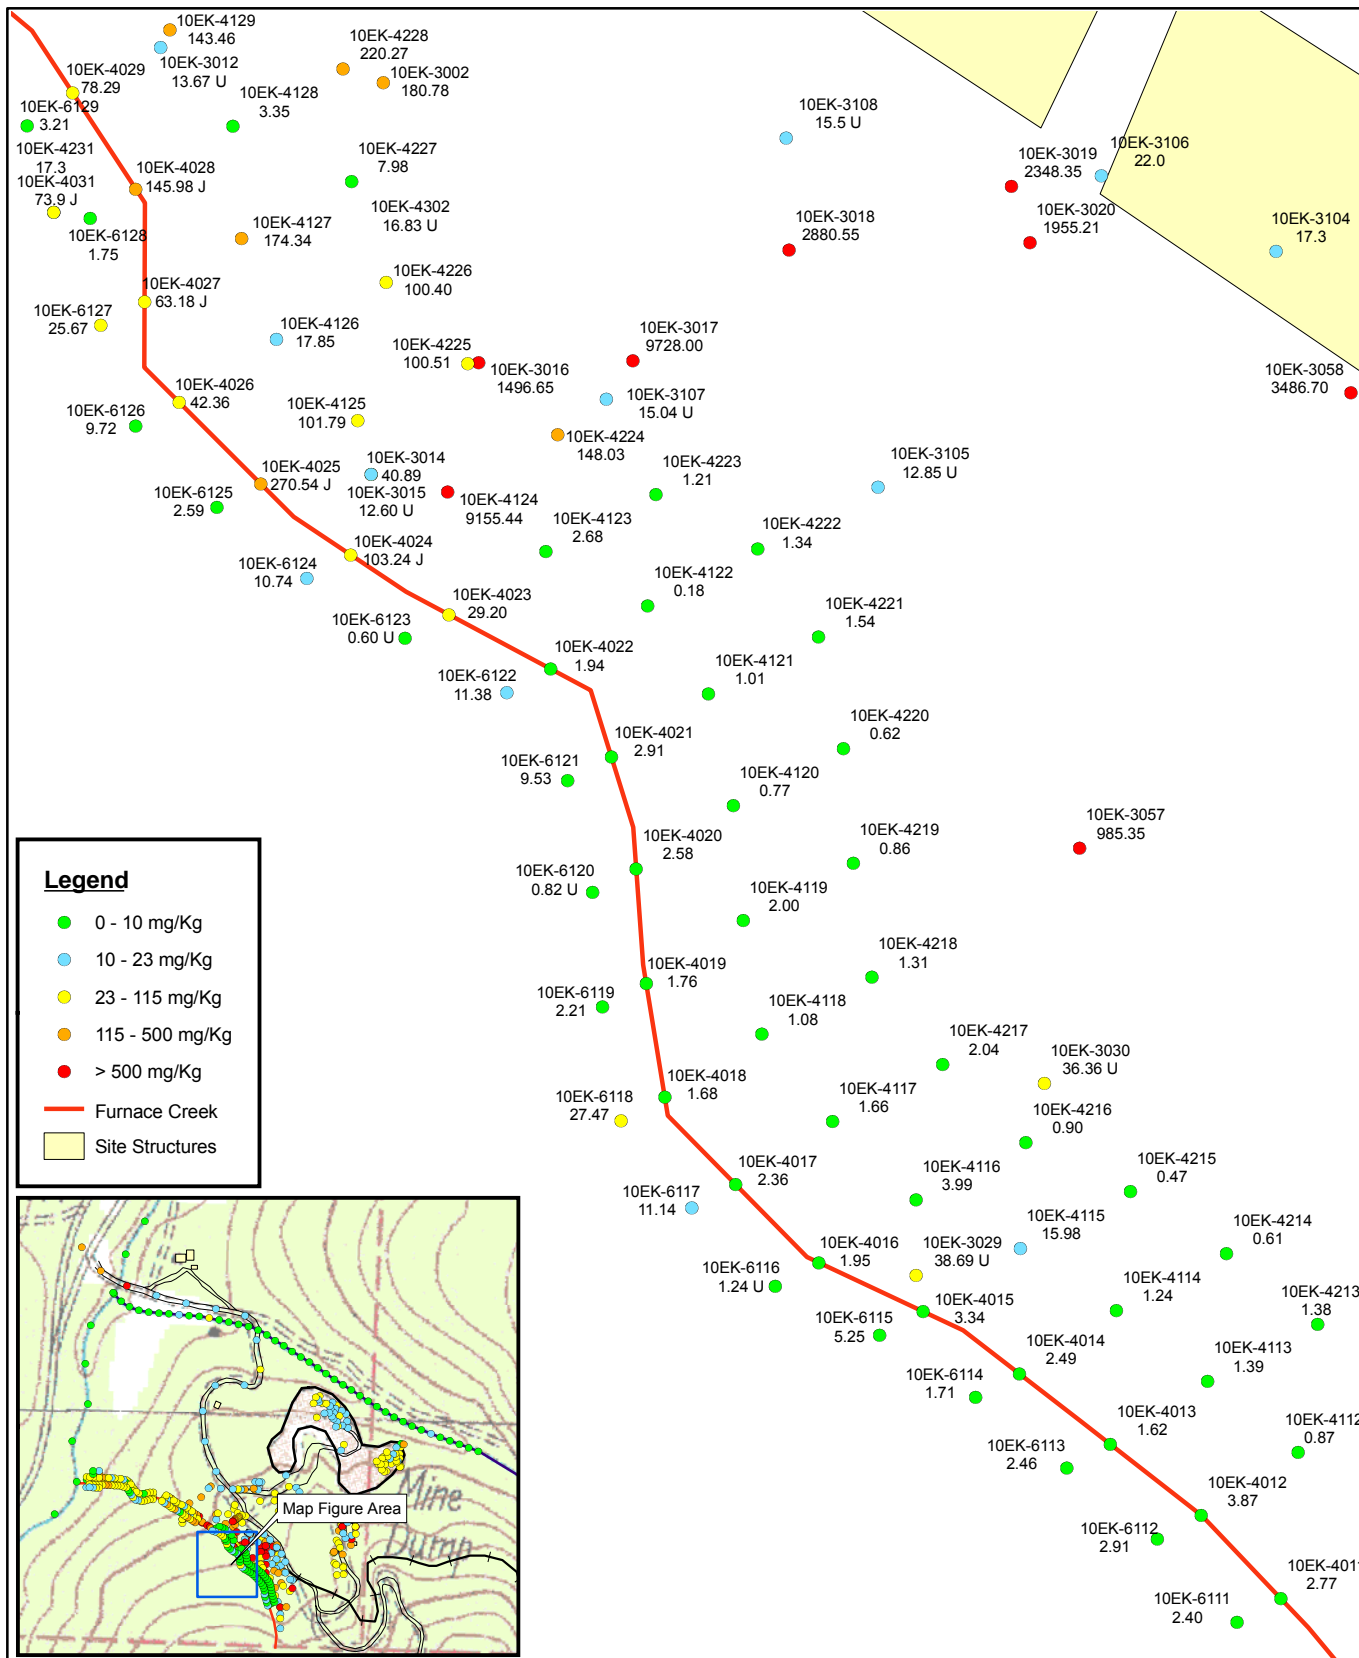 10EK-4129
143.46
10EK-3012
13.67 U
10EK-4228
220.27
10EK-3002
180.78
10EK-4029
78.29
10EK-6129
3.21
10EK-4128
3.35
10EK-3108
15.5 U
10EK-4231
17.3
10EK-4031
73.9 J
10EK-4028
145.98 J
10EK-4227
7.98
10EK-3019
2348.35
10EK-3106
22.0
10EK-4302
16.83 U
10EK-4127
174.34
10EK-6128
1.75
10EK-3018
2880.55
10EK-3020
1955.21
10EK-3104
17.3
10EK-4027
63.18 J
10EK-4226
100.40
10EK-6127
25.67
10EK-4126
17.85
10EK-4225
100.51
10EK-3016
1496.65
10EK-3017
9728.00
10EK-3058
3486.70
10EK-4026
42.36
10EK-3107
15.04 U
10EK-6126
9.72
10EK-4125
101.79
10EK-4224
148.03
10EK-3014
40.89
10EK-3015
12.60 U
10EK-4025
270.54 J
10EK-4223
1.21
10EK-3105
12.85 U
10EK-6125
2.59
10EK-4124
9155.44
10EK-4123
2.68
10EK-4222
1.34
10EK-4024
103.24 J
10EK-6124
10.74
10EK-4122
0.18
10EK-4023
29.20
10EK-4221
1.54
10EK-6123
0.60 U
10EK-4022
1.94
10EK-6122
11.38
10EK-4121
1.01
10EK-4220
0.62
10EK-4021
2.91
10EK-6121
9.53
10EK-4120
0.77
10EK-3057
985.35
10EK-4020
2.58
10EK-4219
0.86
10EK-6120
0.82 U
10EK-4119
2.00
10EK-4218
1.31
10EK-4019
1.76
10EK-6119
2.21
10EK-4118
1.08
10EK-4217
2.04
10EK-3030
36.36 U
10EK-4018
1.68
10EK-6118
27.47
10EK-4117
1.66
10EK-4216
0.90
10EK-4017
2.36
10EK-4116
3.99
10EK-4215
0.47
10EK-6117
11.14
10EK-4115
15.98
10EK-4214
0.61
10EK-4016
1.95
10EK-3029
38.69 U
10EK-6116
1.24 U
10EK-4015
3.34
10EK-4114
1.24
10EK-4213
1.38
10EK-6115
5.25
10EK-4014
2.49
10EK-4113
1.39
10EK-6114
1.71
10EK-4013
1.62
10EK-4112
0.87
10EK-6113
2.46
10EK-4012
3.87
10EK-6112
2.91
10EK-4011
2.77
10EK-6111
2.40
Legend
0 - 10 mg/Kg
10 - 23 mg/Kg
23 - 115 mg/Kg
115 - 500 mg/Kg
> 500 mg/Kg
Furnace Creek
Site Structures
Map Figure Area
Mine
Dump